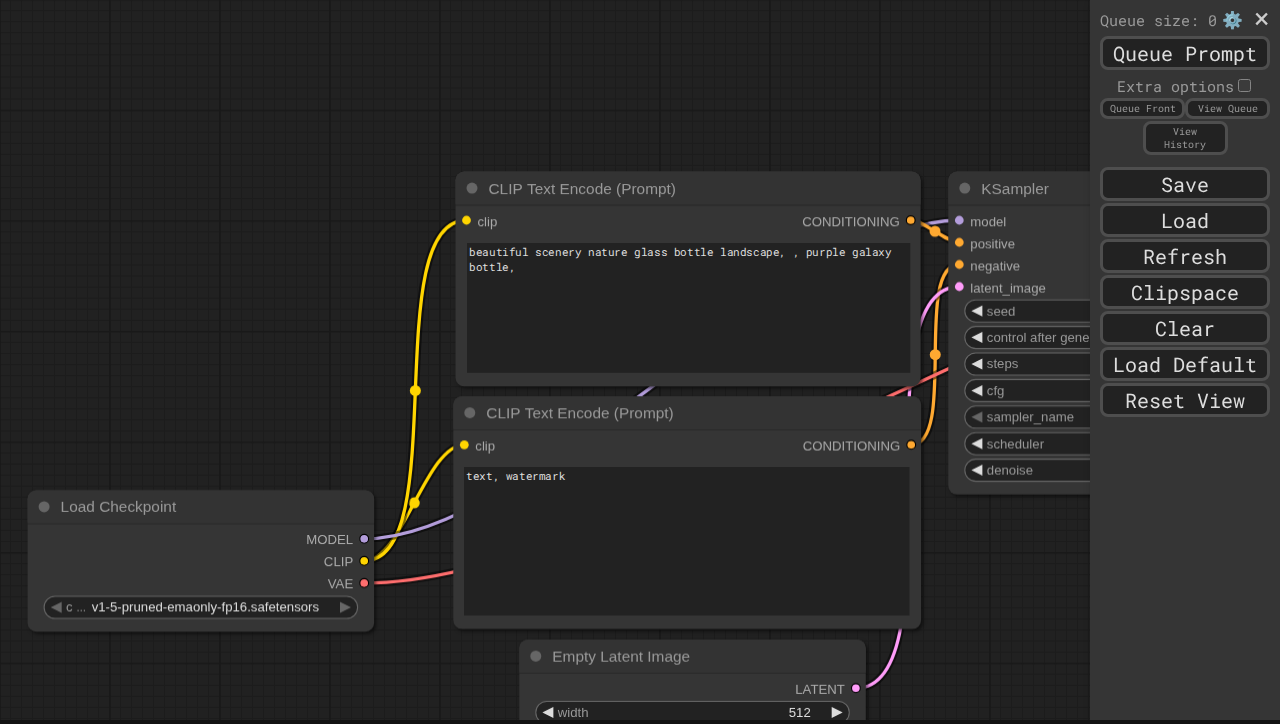 Queue size: 0
Queue Prompt
Extra options
Queue Front
View Queue
View
History
Save
Load
Refresh
Clipspace
Clear
Load Default
Reset View
CLIP Text Encode (Prompt)
clip
CONDITIONING
beautiful scenery nature glass bottle landscape, , purple galaxy
bottle,
KSampler
model
positive
negative
latent_image
seed
control after gene
steps
cfg
sampler_name
scheduler
denoise
CLIP Text Encode (Prompt)
clip
CONDITIONING
text, watermark
Load Checkpoint
MODEL
CLIP
VAE
c ... v1-5-pruned-emaonly-fp16.safetensors
Empty Latent Image
LATENT
width 512